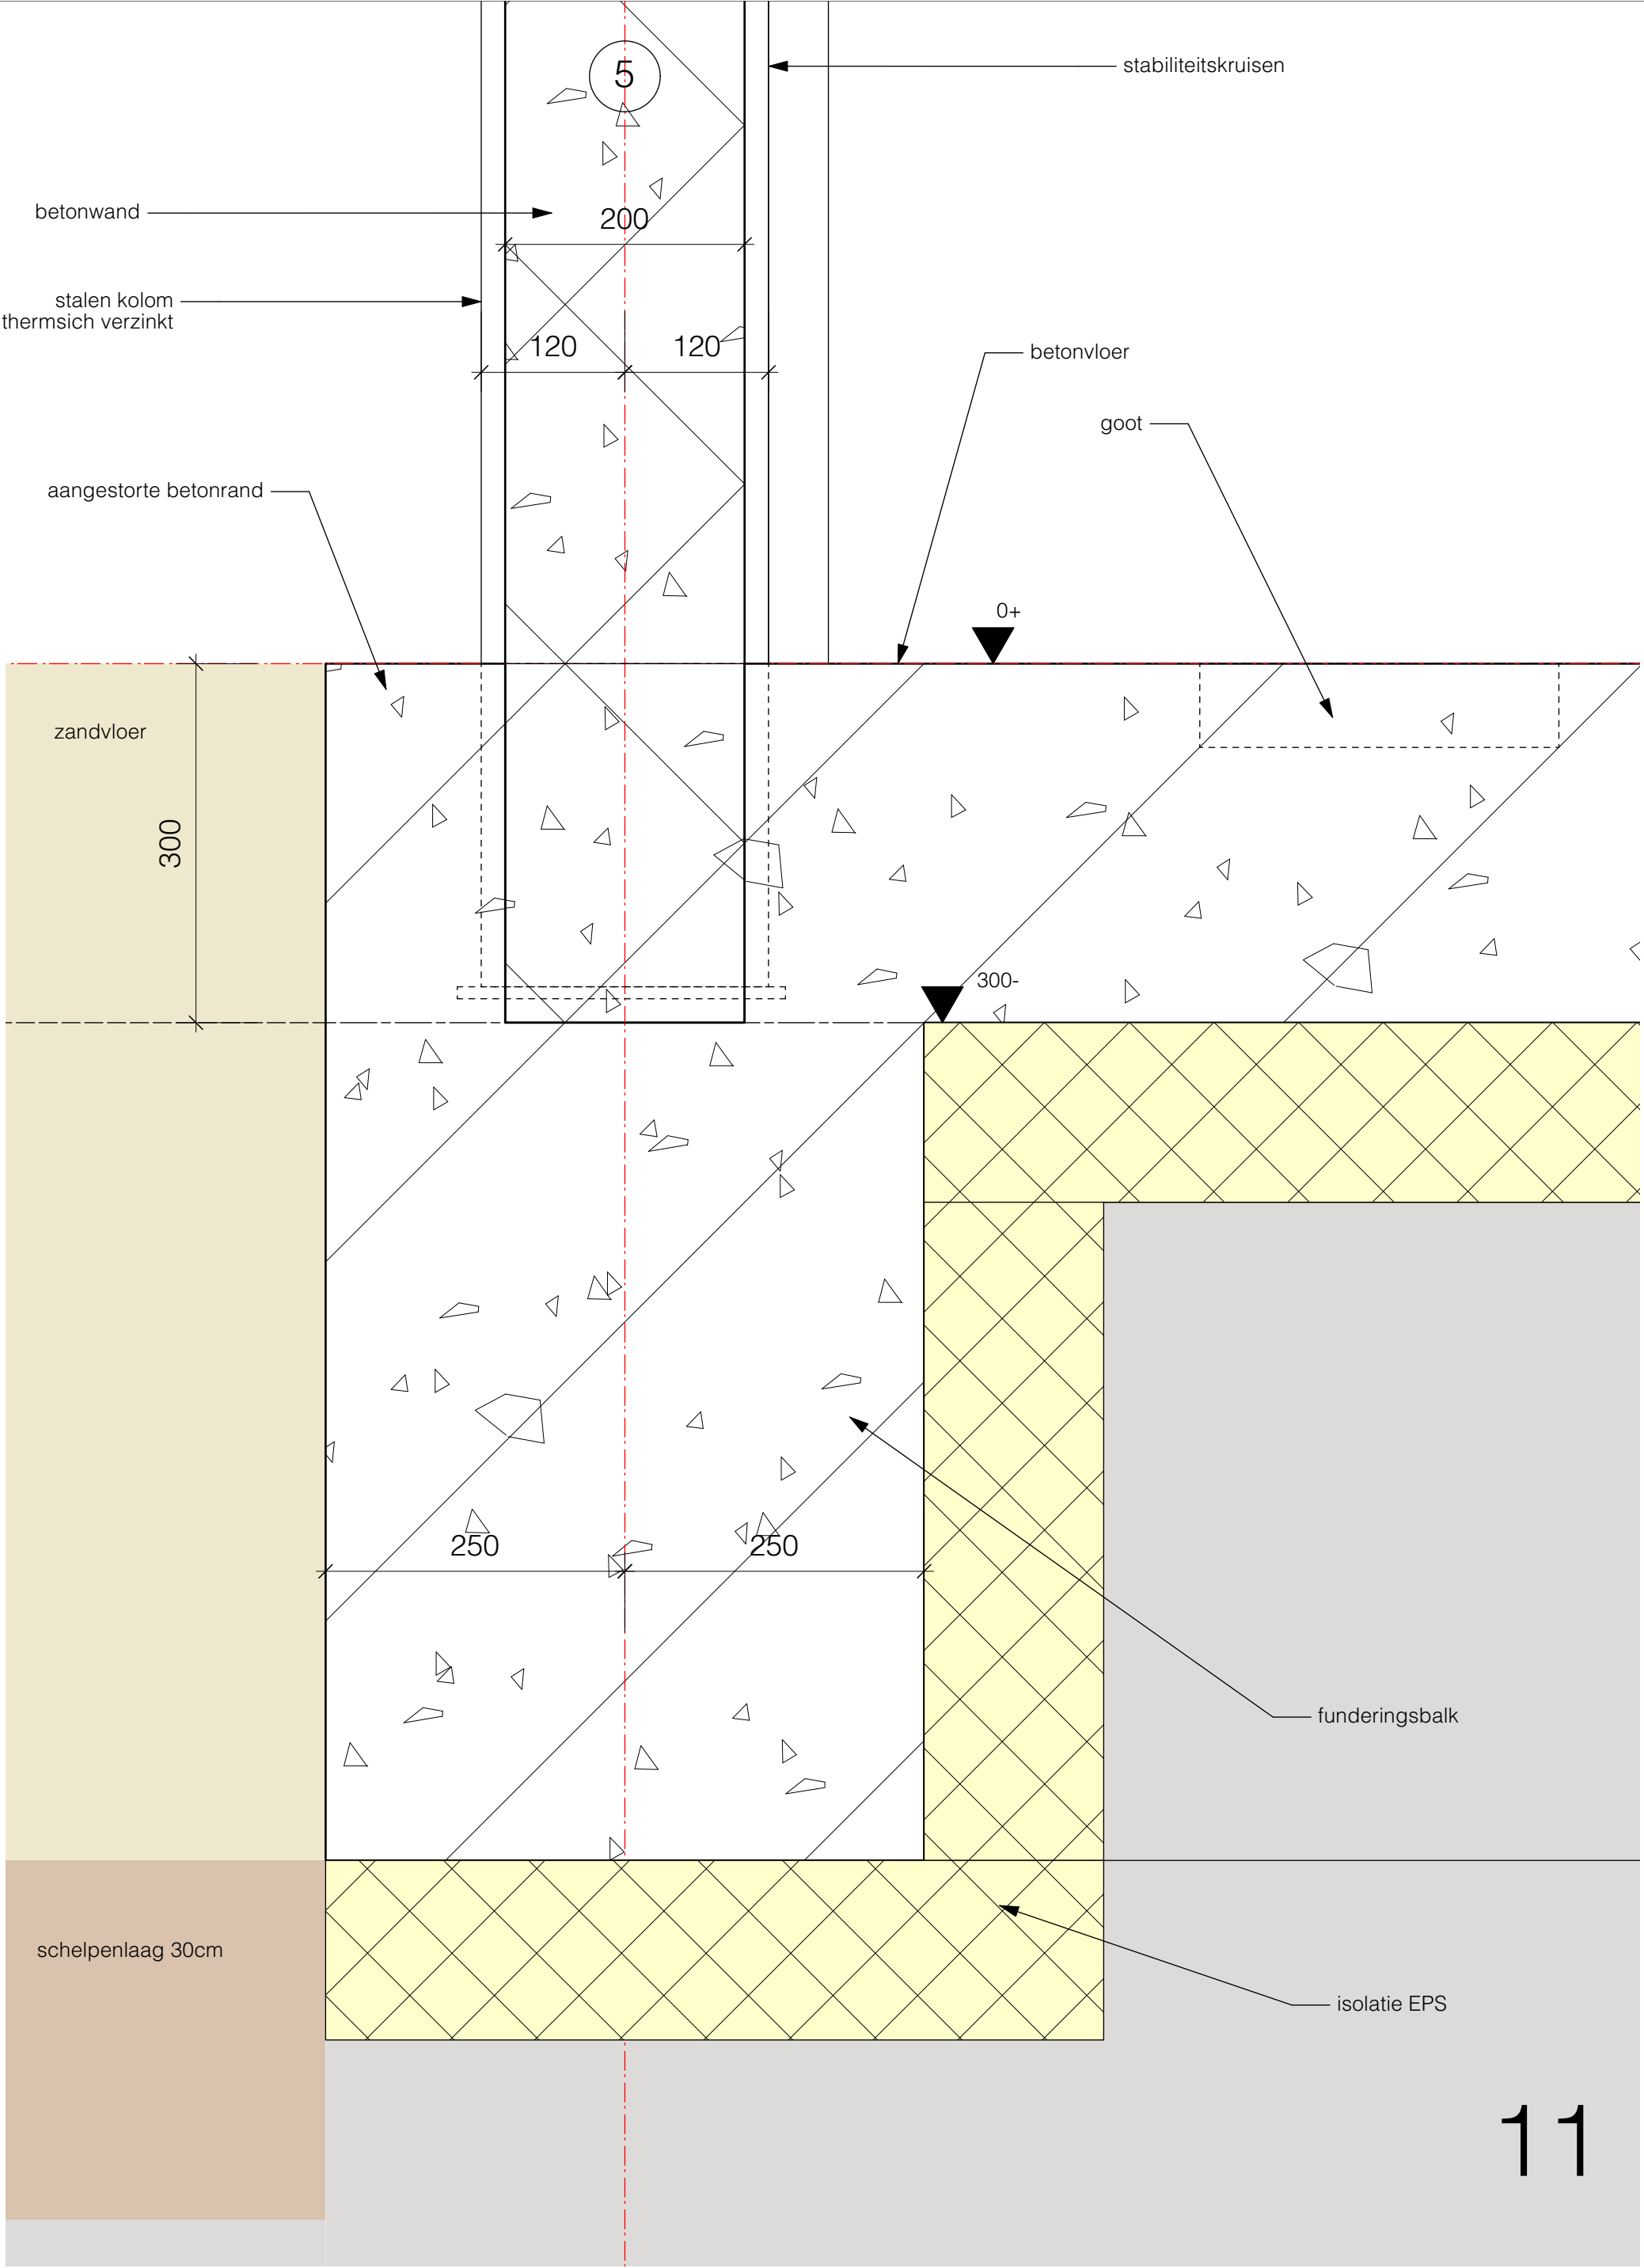 5
stabiliteitskruisen
betonwand
200
stalen kolom
thermsich verzinkt
120
120
betonvloer
goot
aangestorte betonrand
0+
zandvloer
300
300-
250
250
funderingsbalk
schelpenlaag 30cm
isolatie EPS
11